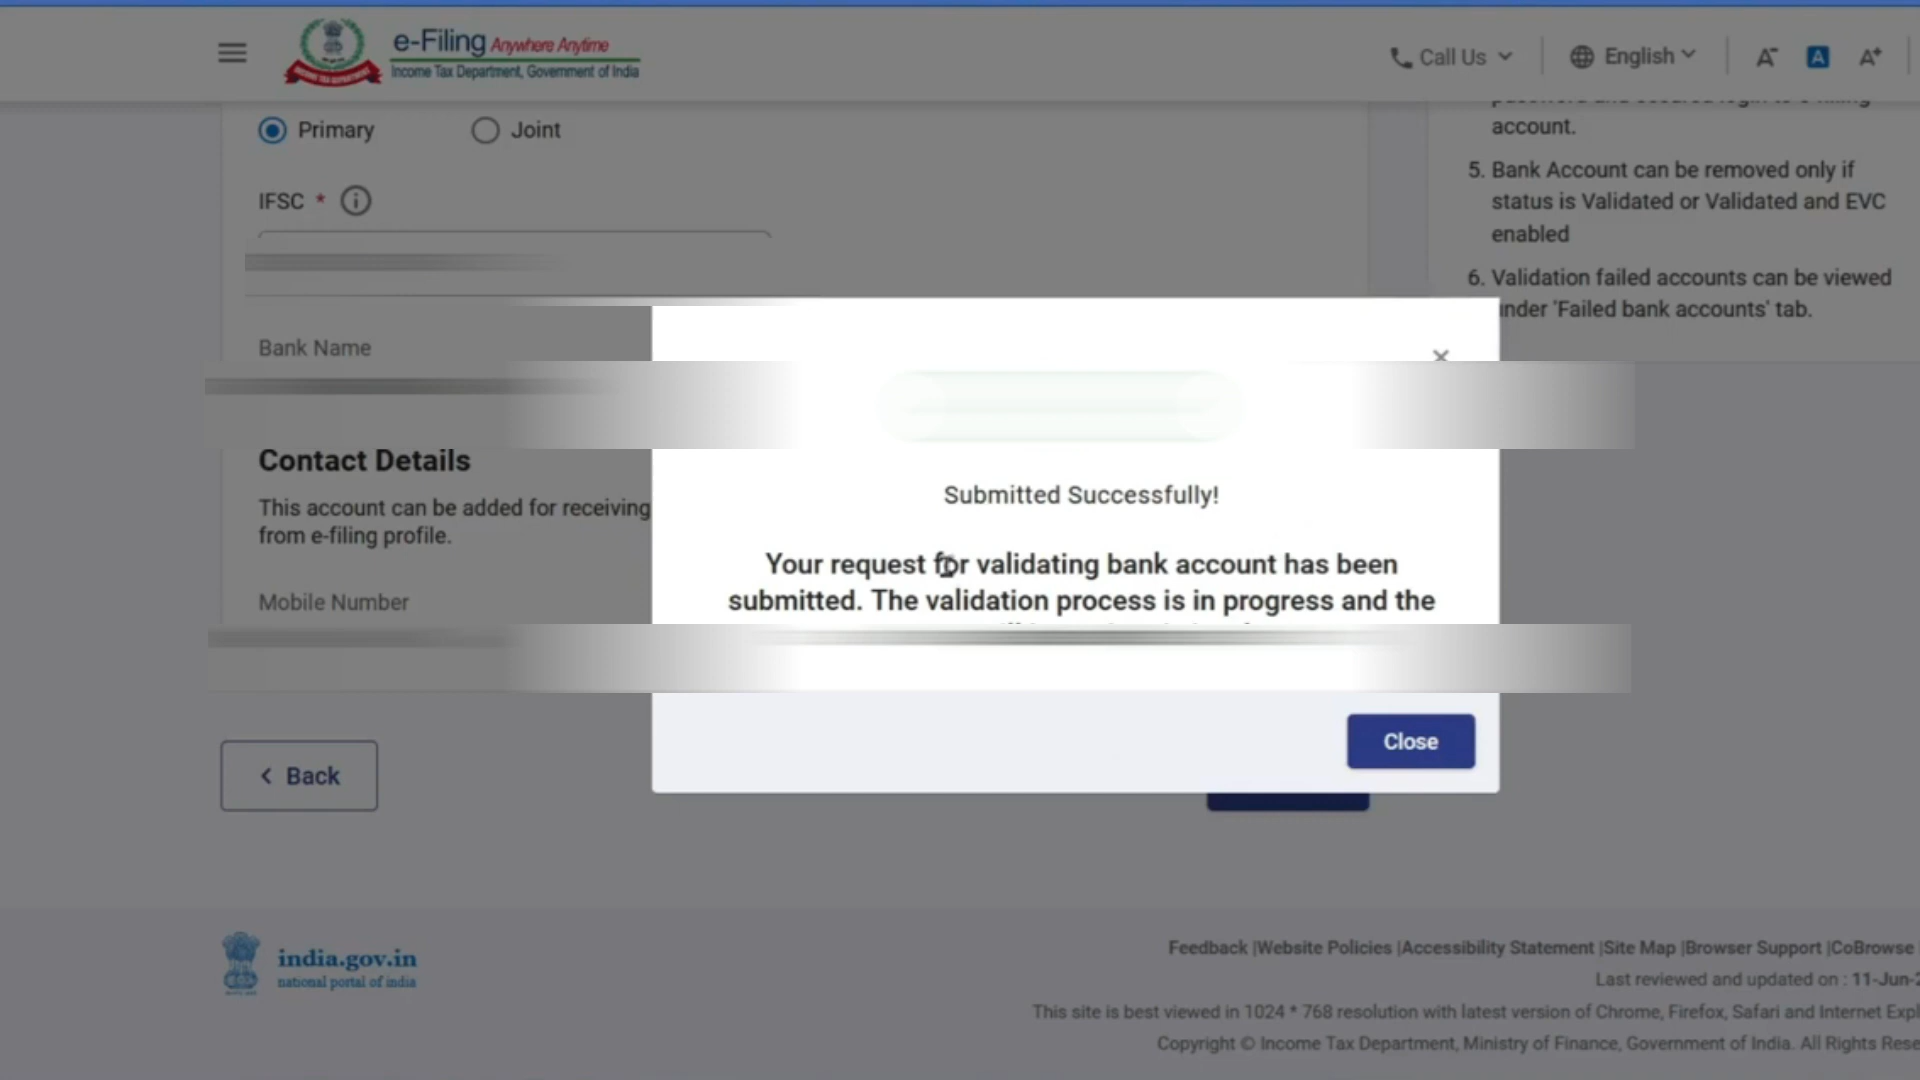 e-Filing Anywhere Anytime
Income Tax Department, Government of India
Call Us
English
A-
A
A+
Primary
Joint
IFSC *
Bank Name
Contact Details
This account can be added for receiving
from e-filing profile.
Mobile Number
account.
5. Bank Account can be removed only if
status is Validated or Validated and EVC
enabled
6. Validation failed accounts can be viewed
under 'Failed bank accounts' tab.
Submitted Successfully!
Your request for validating bank account has been
submitted. The validation process is in progress and the
Close
Back
india.gov.in
national portal of india
Feedback |Website Policies |Accessibility Statement |Site Map |Browser Support |CoBrowse
Last reviewed and updated on : 11-Jun-2
This site is best viewed in 1024 * 768 resolution with latest version of Chrome, Firefox, Safari and Internet Expl
Copyright © Income Tax Department, Ministry of Finance, Government of India. All Rights Rese